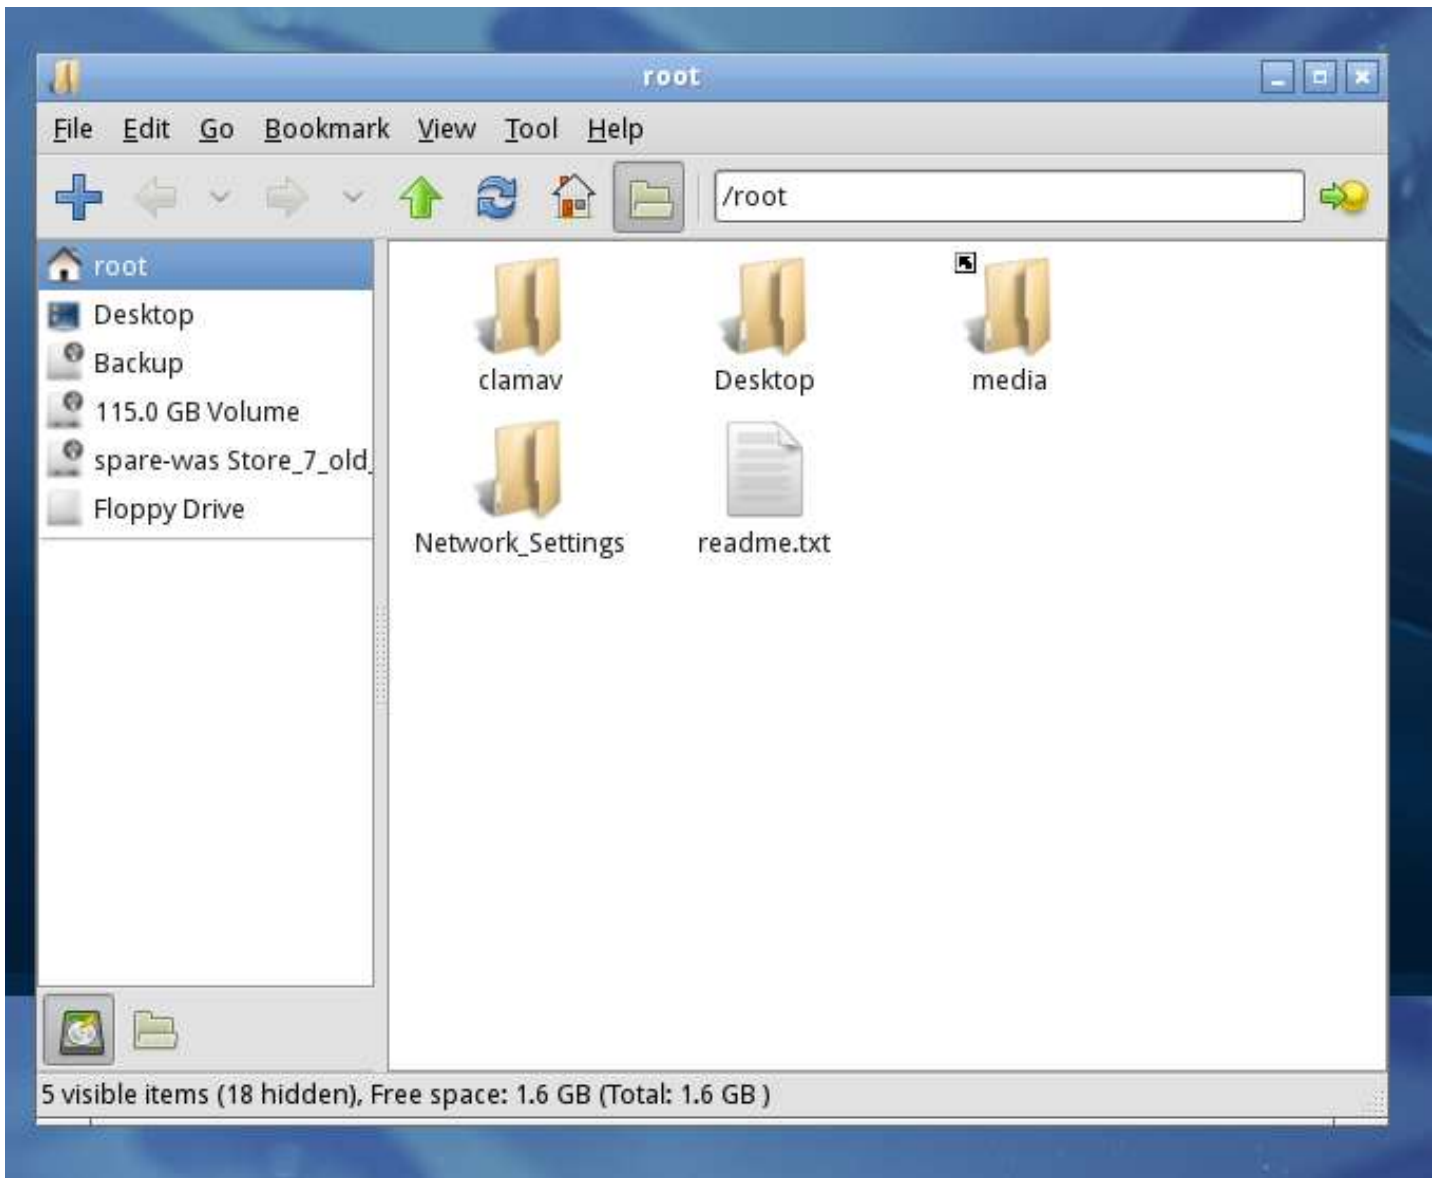 root
File Edit Go Bookmark View Tool Help
/root
root
Desktop
Backup
115.0 GB Volume
spare-was Store_7_old_
Floppy Drive
clamav Desktop media
Network_Settings readme.txt
5 visible items (18 hidden), Free space: 1.6 GB (Total: 1.6 GB )